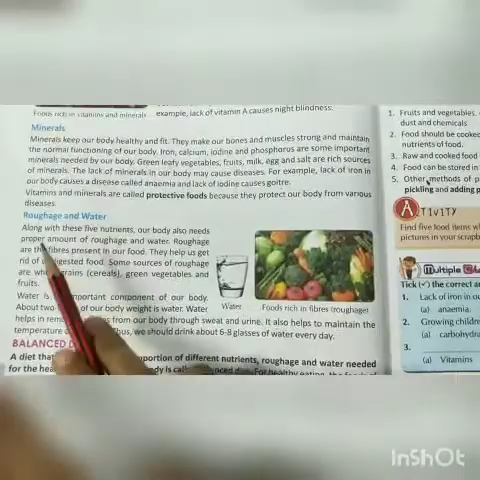 Foods rich in vitamins and minerals
example, lack of vitamin A causes night blindness.
Minerals
Minerals keep our body healthy and fit. They make our bones and muscles strong and maintain
the normal functioning of our body. Iron, calcium, iodine and phosphorus are some important
minerals needed by our body. Green leafy vegetables, fruits, milk, egg and salt are rich sources
of minerals. The lack of minerals in our body may cause diseases. For example, lack of iron in
our body causes a disease called anaemia and lack of iodine causes goitre.
Vitamins and minerals are called protective foods because they protect our body from various
diseases.
Roughage and Water
Along with these five nutrients, our body also needs
proper amount of roughage and water. Roughage
are the fibres present in our food. They help us get
rid of undigested food. Some sources of roughage
are grains (cereals), green vegetables and
fruits.
Water is important component of our body.
About of our body weight is water. Water
helps in from our body through sweat and urine. It also helps to maintain the
temperature Thus, we should drink about 6-8 glasses of water every day.
Water
Foods rich in fibres (roughage)
BALANCED
A diet that portion of different nutrients, roughage and water needed
for the
1. Fruits and vegetables,
dust and chemicals
2. Food should be cooked
nutrients of food.
3. Raw and cooked food
4. Food can be stored in
5. Other methods of
pickling and adding
ACTIVITY
Find five food items
pictures in your
Multiple
Tick (✓) the correct
1. Lack of iron in
(a) anaemia.
2. Growing
(a)
3.
(a) Vitamins
InShOt